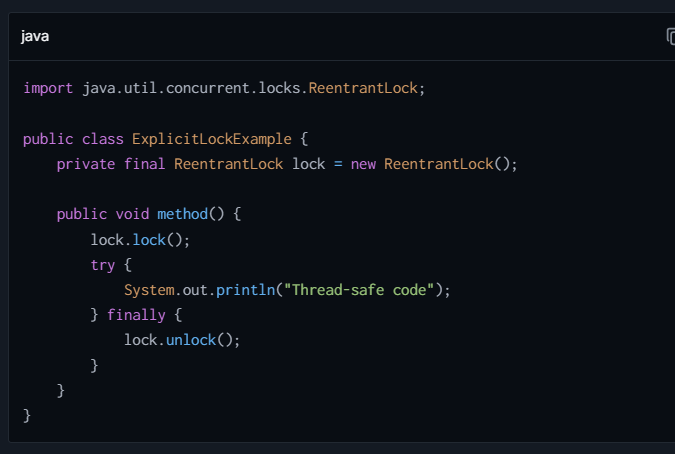 java
import java.util.concurrent.locks.ReentrantLock;
public class ExplicitLockExample {
    private final ReentrantLock lock = new ReentrantLock();
    public void method() {
        lock.lock();
        try {
            System.out.println("Thread-safe code");
        } finally {
            lock.unlock();
        }
    }
}